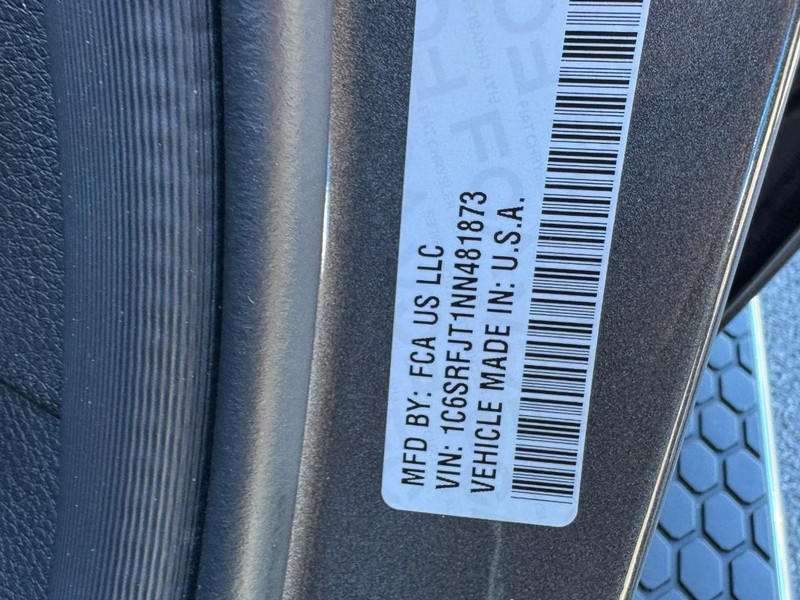 MFD BY: FCA US LLC
VIN: 1C6SRFJT1NN481873
VEHICLE MADE IN: U.S.A.